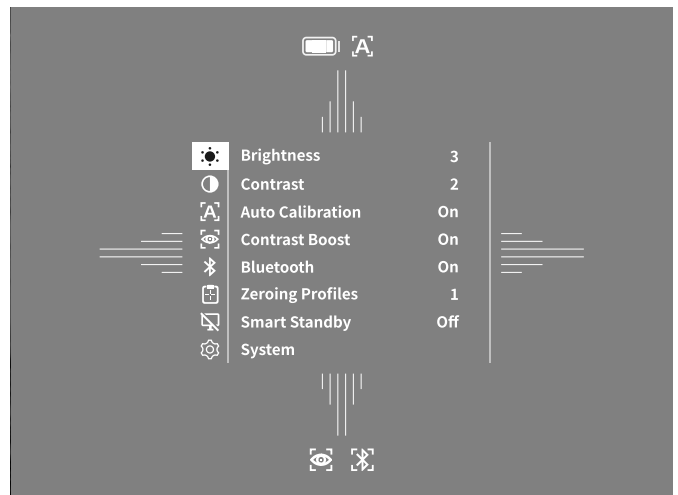 [A]
Brightness 3
Contrast 2
[A] Auto Calibration On
Contrast Boost On
Bluetooth On
Zeroing Profiles 1
Smart Standby Off
System